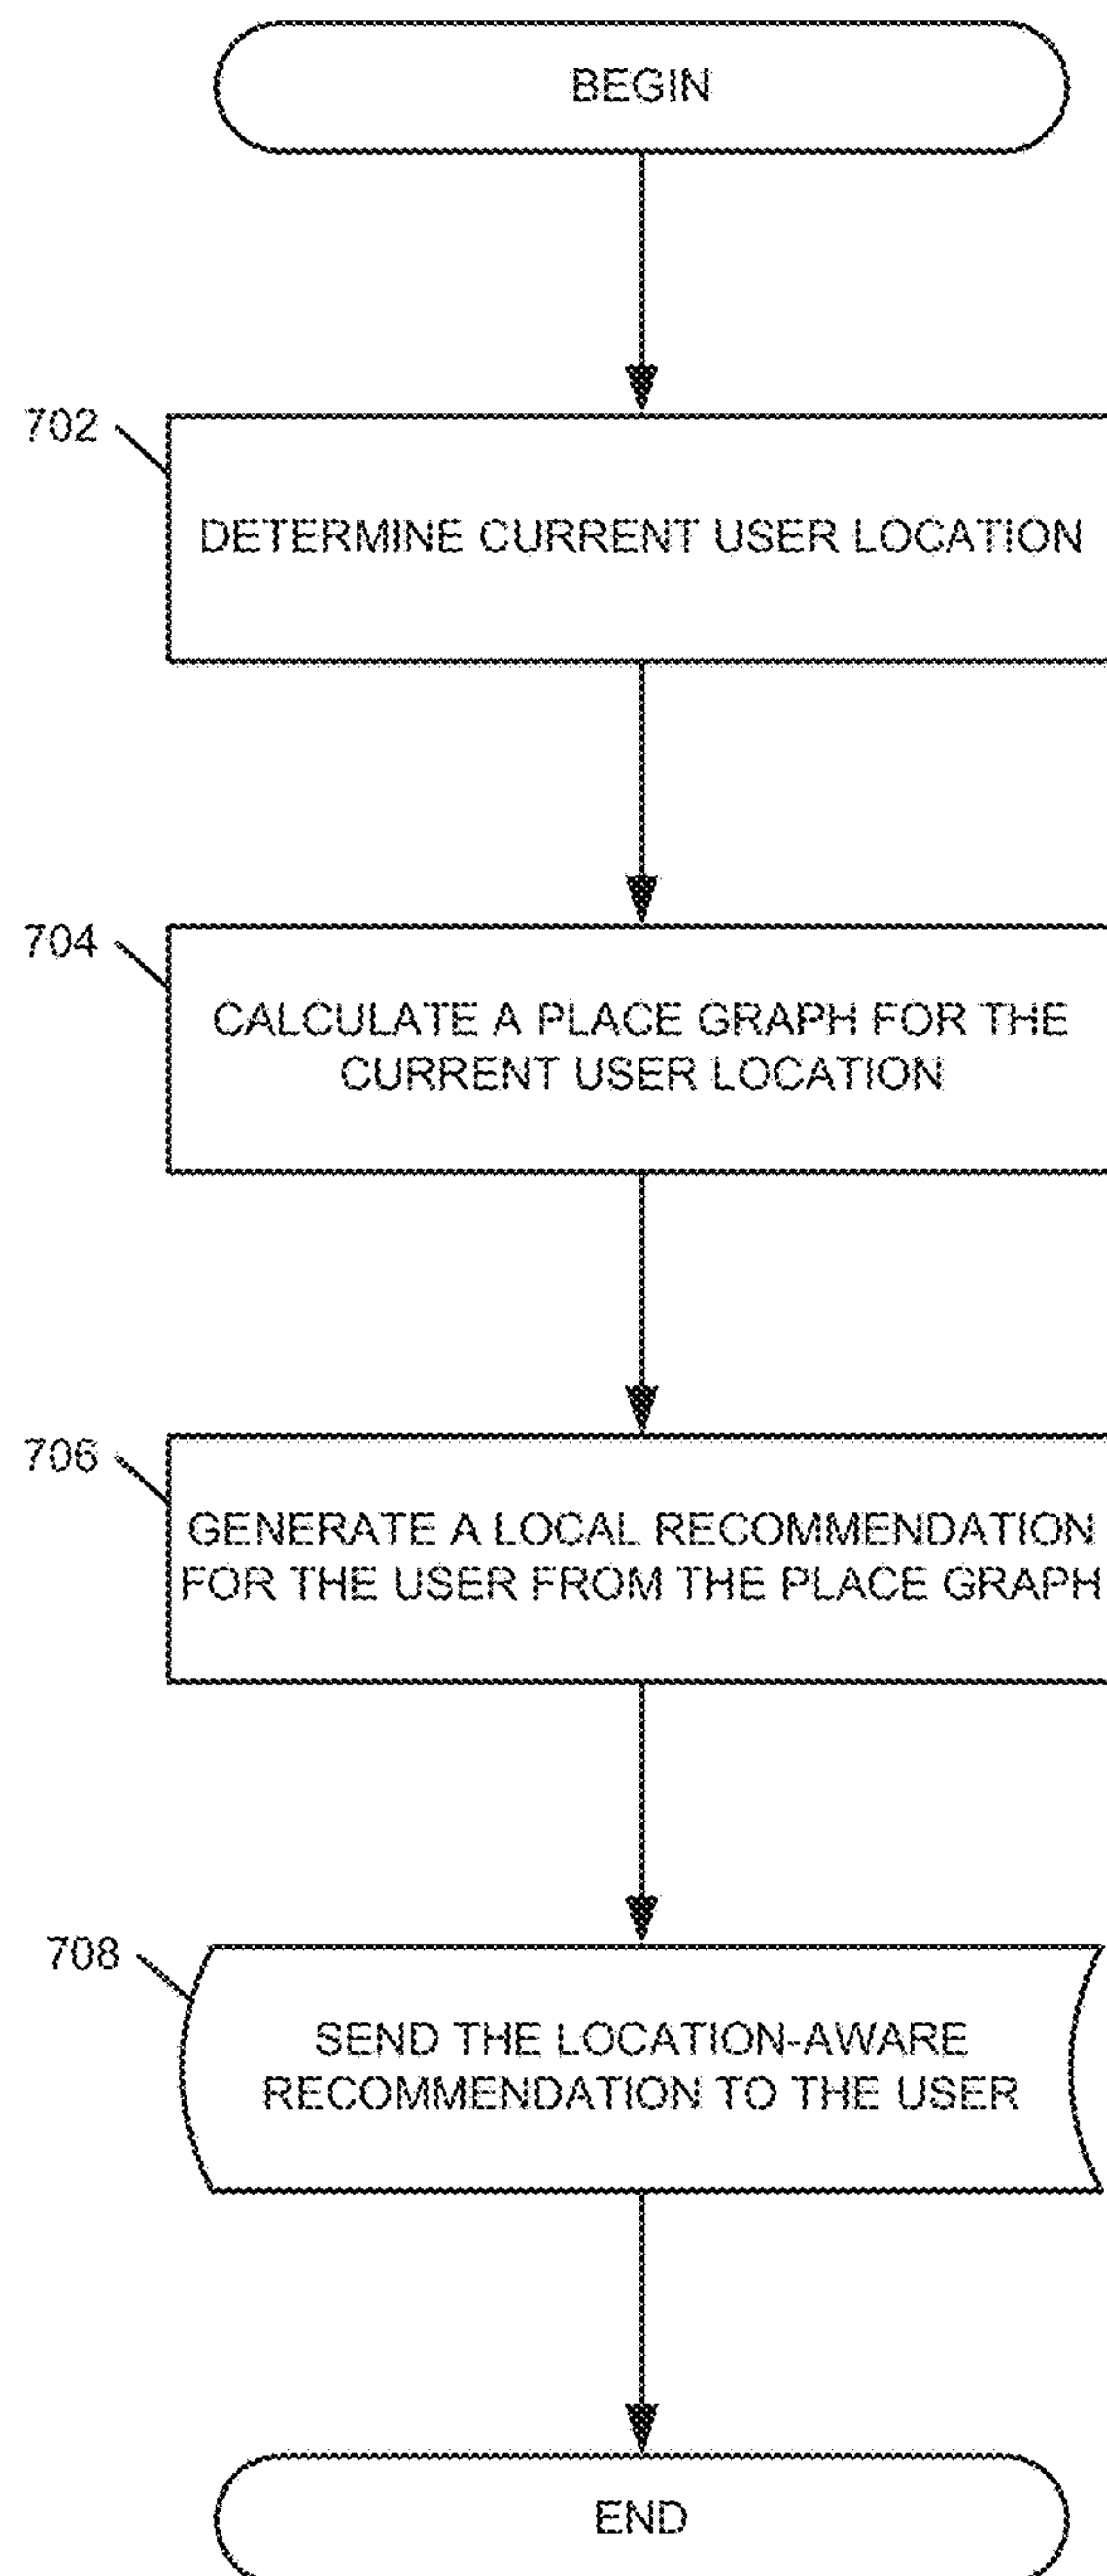 BEGIN
702
DETERMINE CURRENT USER LOCATION
704
CALCULATE A PLACE GRAPH FOR THE
CURRENT USER LOCATION
706
GENERATE A LOCAL RECOMMENDATION
FOR THE USER FROM THE PLACE GRAPH
708
SEND THE LOCATION-AWARE
RECOMMENDATION TO THE USER
END